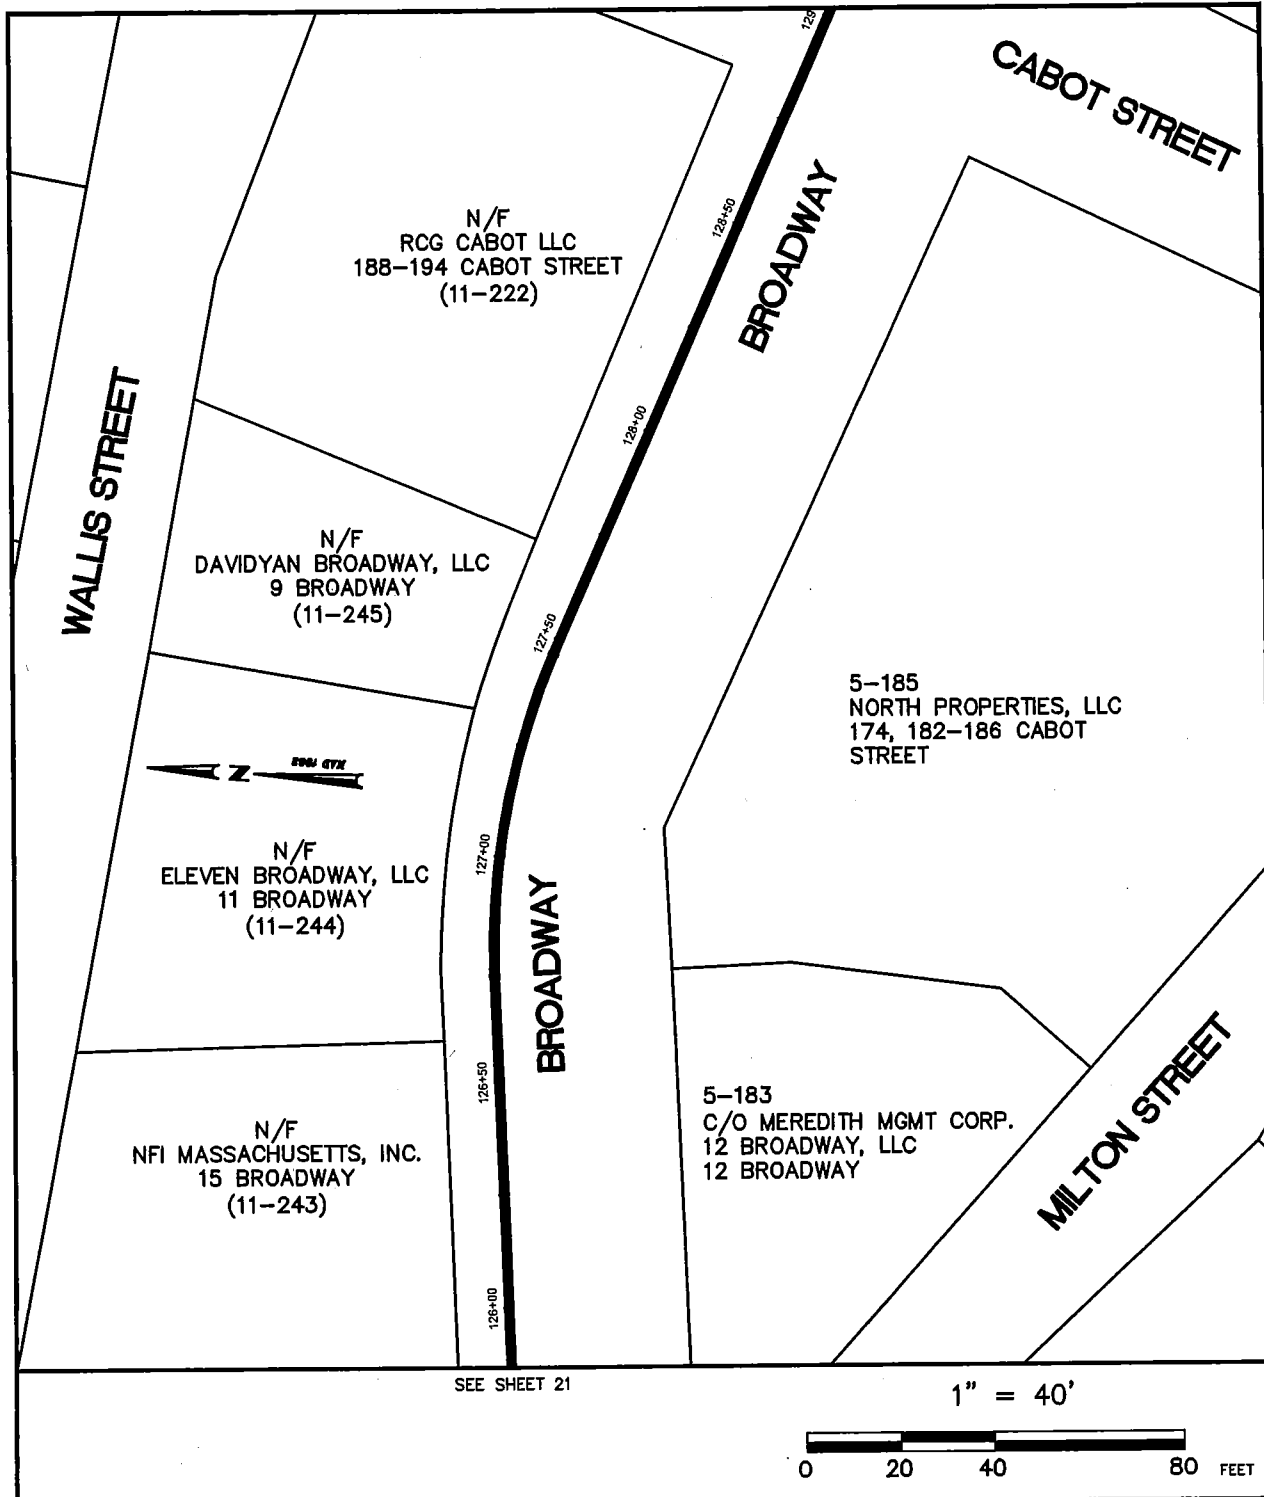 129
CABOT STREET
N/F
RCG CABOT LLC
188-194 CABOT STREET
(11-222)
128+50
BROADWAY
128+00
WALLIS STREET
N/F
DAVIDYAN BROADWAY, LLC
9 BROADWAY
(11-245)
127+50
5-185
NORTH PROPERTIES, LLC
174, 182-186 CABOT
STREET
N
NAD 1983
N/F
ELEVEN BROADWAY, LLC
11 BROADWAY
(11-244)
127+00
BROADWAY
126+50
N/F
NFI MASSACHUSETTS, INC.
15 BROADWAY
(11-243)
5-183
C/O MEREDITH MGMT CORP.
12 BROADWAY, LLC
12 BROADWAY
MILTON STREET
126+00
SEE SHEET 21
1" = 40'
0 20 40 80 FEET